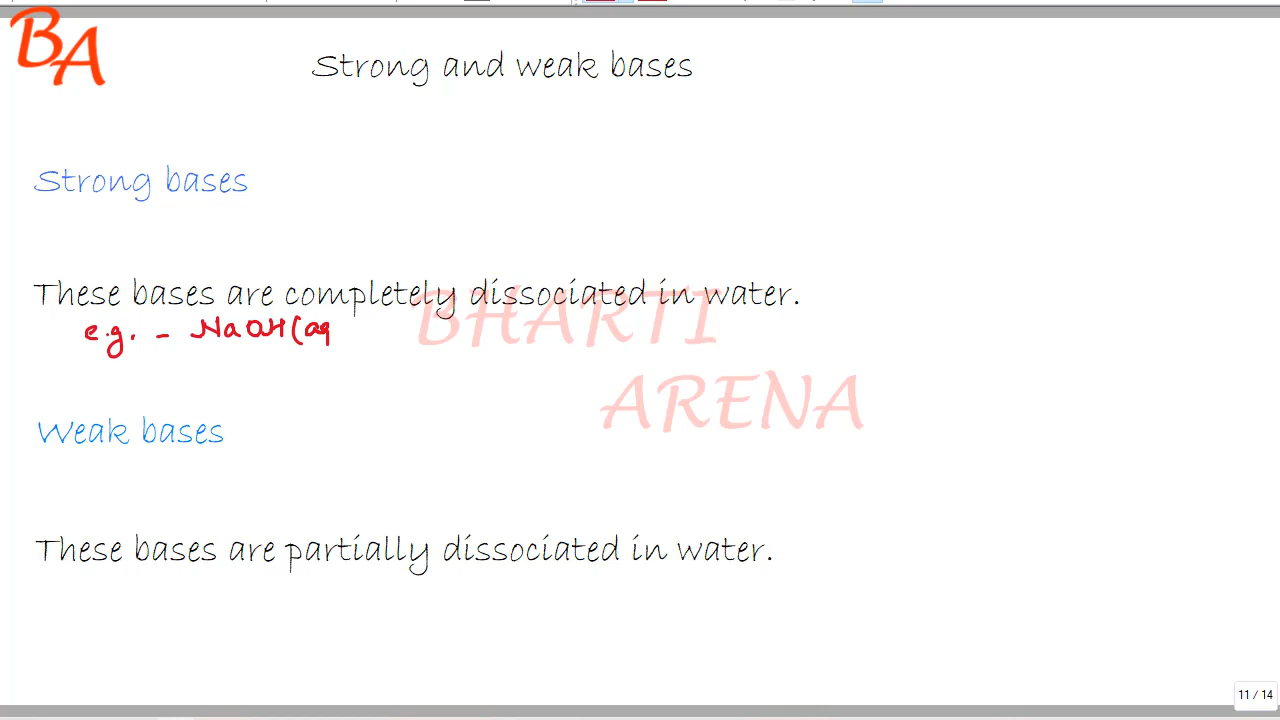 BA
Strong and weak bases
Strong bases
These bases are completely dissociated in water.
e.g. - NaOH(aq
BHARTI
ARENA
Weak bases
These bases are partially dissociated in water.
11 / 14